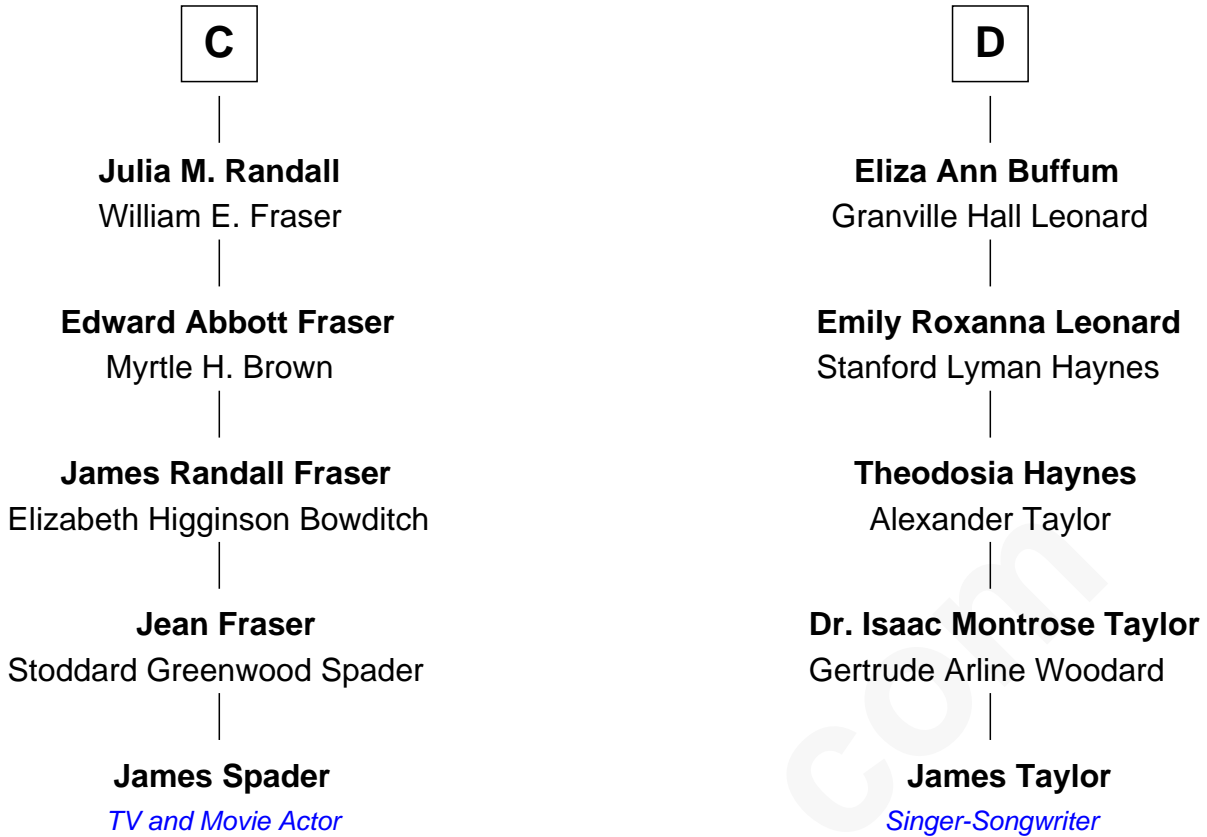 C
Julia M. Randall
William E. Fraser
Edward Abbott Fraser
Myrtle H. Brown
James Randall Fraser
Elizabeth Higginson Bowditch
Jean Fraser
Stoddard Greenwood Spader
James Spader
TV and Movie Actor
D
Eliza Ann Buffum
Granville Hall Leonard
Emily Roxanna Leonard
Stanford Lyman Haynes
Theodosia Haynes
Alexander Taylor
Dr. Isaac Montrose Taylor
Gertrude Arline Woodard
James Taylor
Singer-Songwriter
com